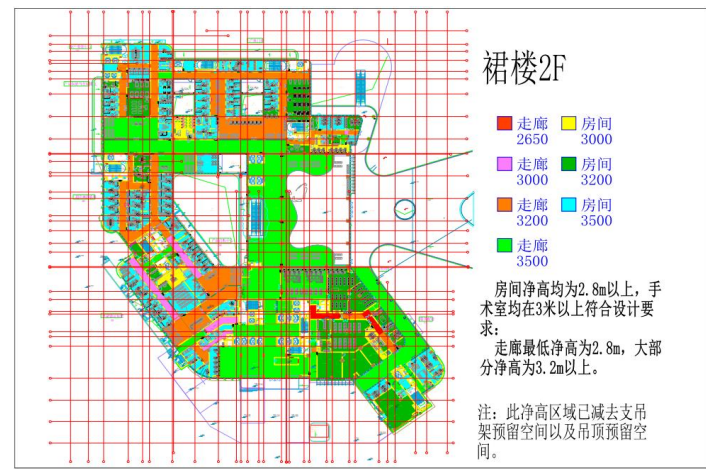 裙楼2F
走廊 房间
2650 3000
走廊 房间
3000 3200
走廊 房间
3200 3500
走廊
3500
房间净高均为2.8m以上，手
术室均在3米以上符合设计要
求：
走廊最低净高为2.8m，大部
分净高为3.2m以上。
注：此净高区域已减去支吊
架预留空间以及吊顶预留空
间。